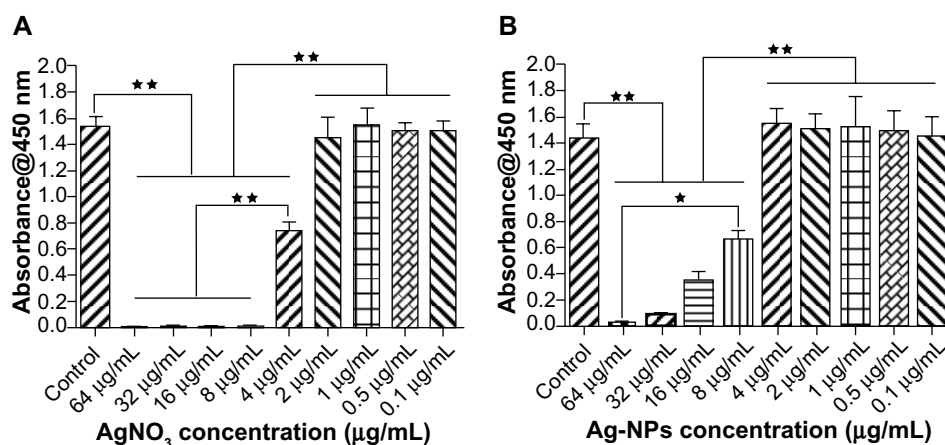 A
Absorbance@450 nm
2.0
1.8
1.6
1.4
1.2
1.0
0.8
0.6
0.4
0.2
0.0
★★
★★
★★
Control
64 µg/mL
32 µg/mL
16 µg/mL
8 µg/mL
4 µg/mL
2 µg/mL
1 µg/mL
0.5 µg/mL
0.1 µg/mL
AgNO₃ concentration (µg/mL)
B
Absorbance@450 nm
2.0
1.8
1.6
1.4
1.2
1.0
0.8
0.6
0.4
0.2
0.0
★★
★★
★
Control
64 µg/mL
32 µg/mL
16 µg/mL
8 µg/mL
4 µg/mL
2 µg/mL
1 µg/mL
0.5 µg/mL
0.1 µg/mL
Ag-NPs concentration (µg/mL)